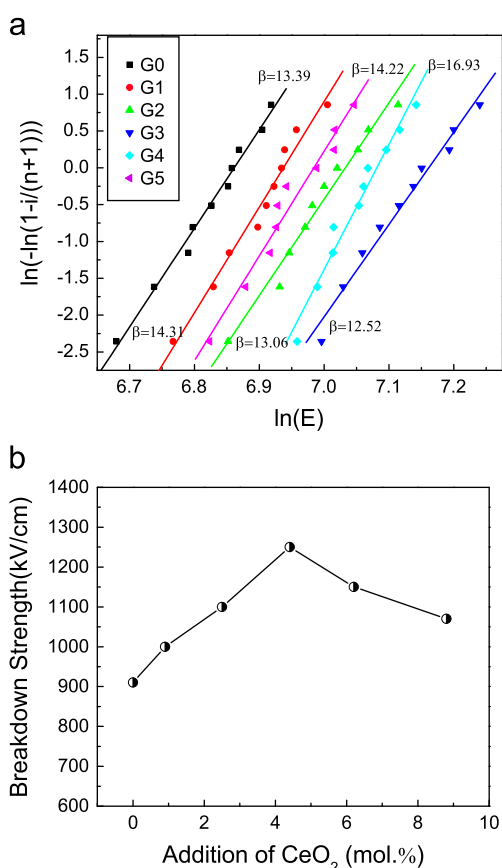 a
ln(-ln(1-i/(n+1))))
1.5
1.0
0.5
0.0
-0.5
-1.0
-1.5
-2.0
-2.5
G0
G1
G2
G3
G4
G5
β=13.39
β=14.22
β=16.93
β=14.31
β=13.06
β=12.52
6.7 6.8 6.9 7.0 7.1 7.2
ln(E)
b
Breakdown Strength(kV/cm)
1400
1300
1200
1100
1000
900
800
700
600
0 2 4 6 8 10
Addition of CeO₂ (mol.%)